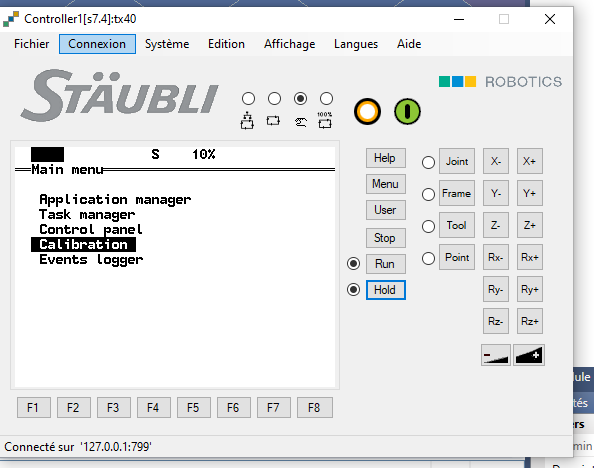 Controller1[s7.4]:tx40
Fichier Connexion Système Edition Affichage Langues Aide
STÄUBLI
ROBOTICS
100%
S 10%
Main menu
Application manager
Task manager
Control panel
Calibration
Events logger
Help
Menu
User
Stop
Run
Hold
Joint X- X+
Frame Y- Y+
Tool Z- Z+
Point Rx- Rx+
Ry- Ry+
Rz- Rz+
- +
F1 F2 F3 F4 F5 F6 F7 F8
Connecté sur '127.0.0.1:799'